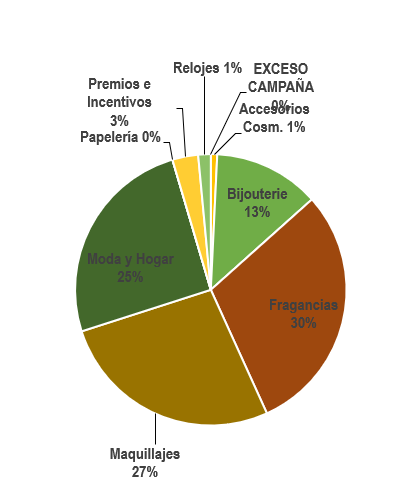 Relojes 1%
EXCESO
CAMPAÑA
0%
Premios e
Incentivos
3%
Accesorios
Cosm. 1%
Papelería 0%
Bijouterie
13%
Moda y Hogar
25%
Fragancias
30%
Maquillajes
27%